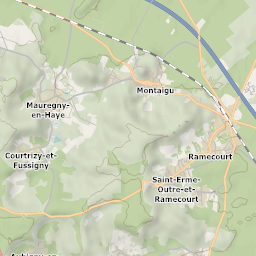 Montaigu
Mauregny-
en-Haye
Courtrizy-et-
Fussigny
Ramecourt
Saint-Erme-
Outre-et-
Ramecourt